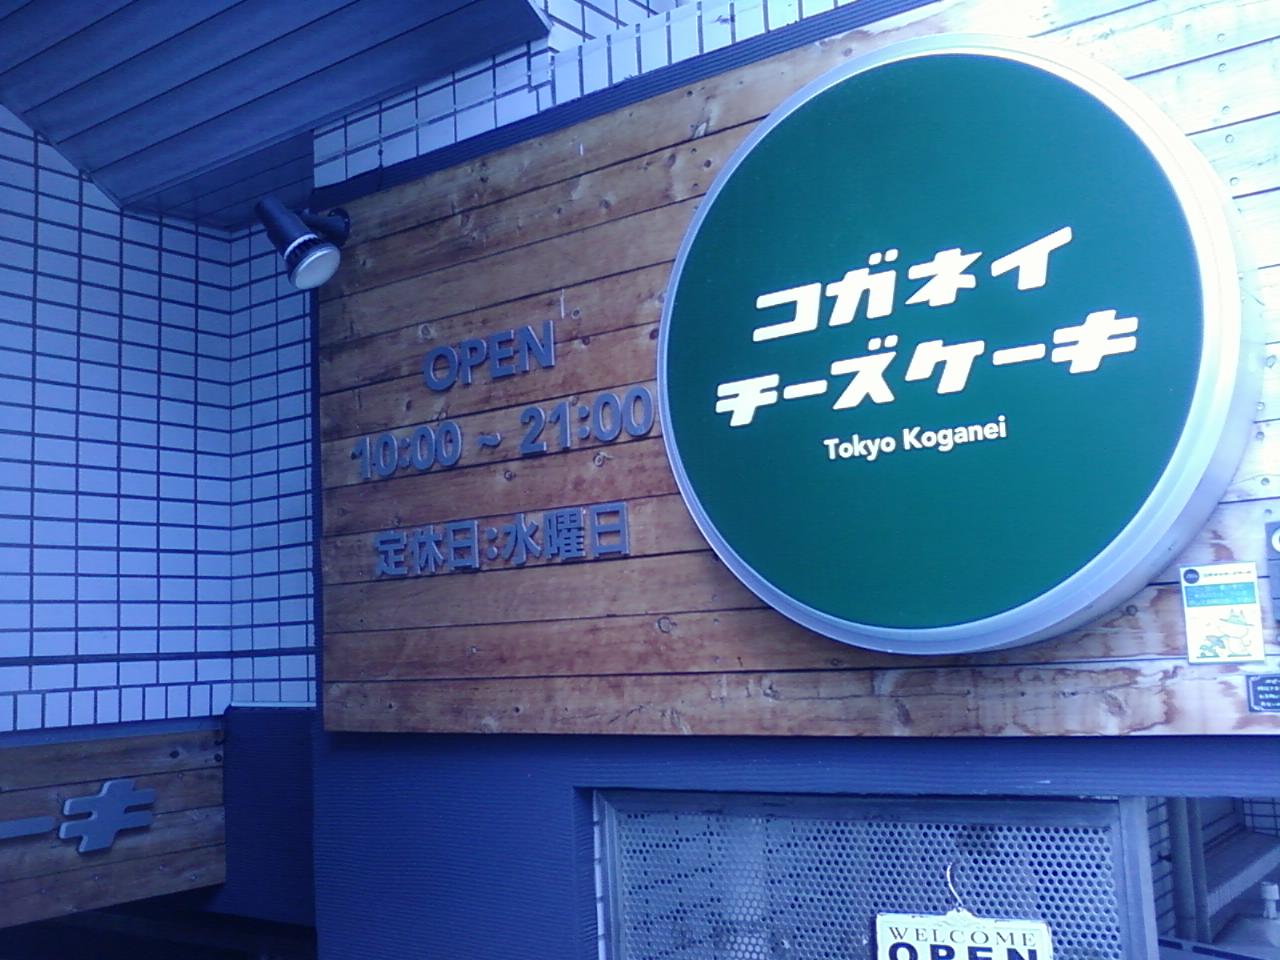 OPEN
10:00 ~ 21:00
定休日:水曜日
コガネイ
チーズケーキ
Tokyo Koganei
ーキ
WELCOME
OPEN